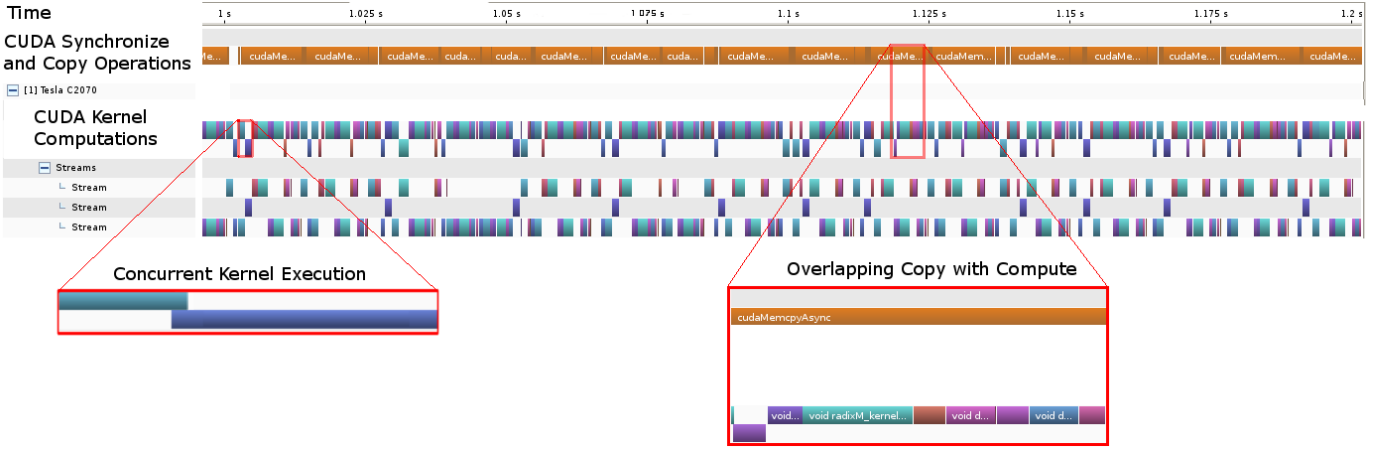 Time
1 s 1.025 s 1.05 s 1.075 s 1.1 s 1.125 s 1.15 s 1.175 s 1.2 s
CUDA Synchronize
and Copy Operations
Me... cudaMe... cudaMe... cudaMe... cuda... cuda... cudaMe... cudaMe... cuda... cudaMe... cudaMe... cudaMe... cudaMem... cudaMe... cudaMe... cudaMe... cudaMem... cudaMe...
[1] Tesla C2070
CUDA Kernel
Computations
Streams
Stream
Stream
Stream
Concurrent Kernel Execution
Overlapping Copy with Compute
cudaMemcpyAsync
void... void radixM_kernel... void d... void d...